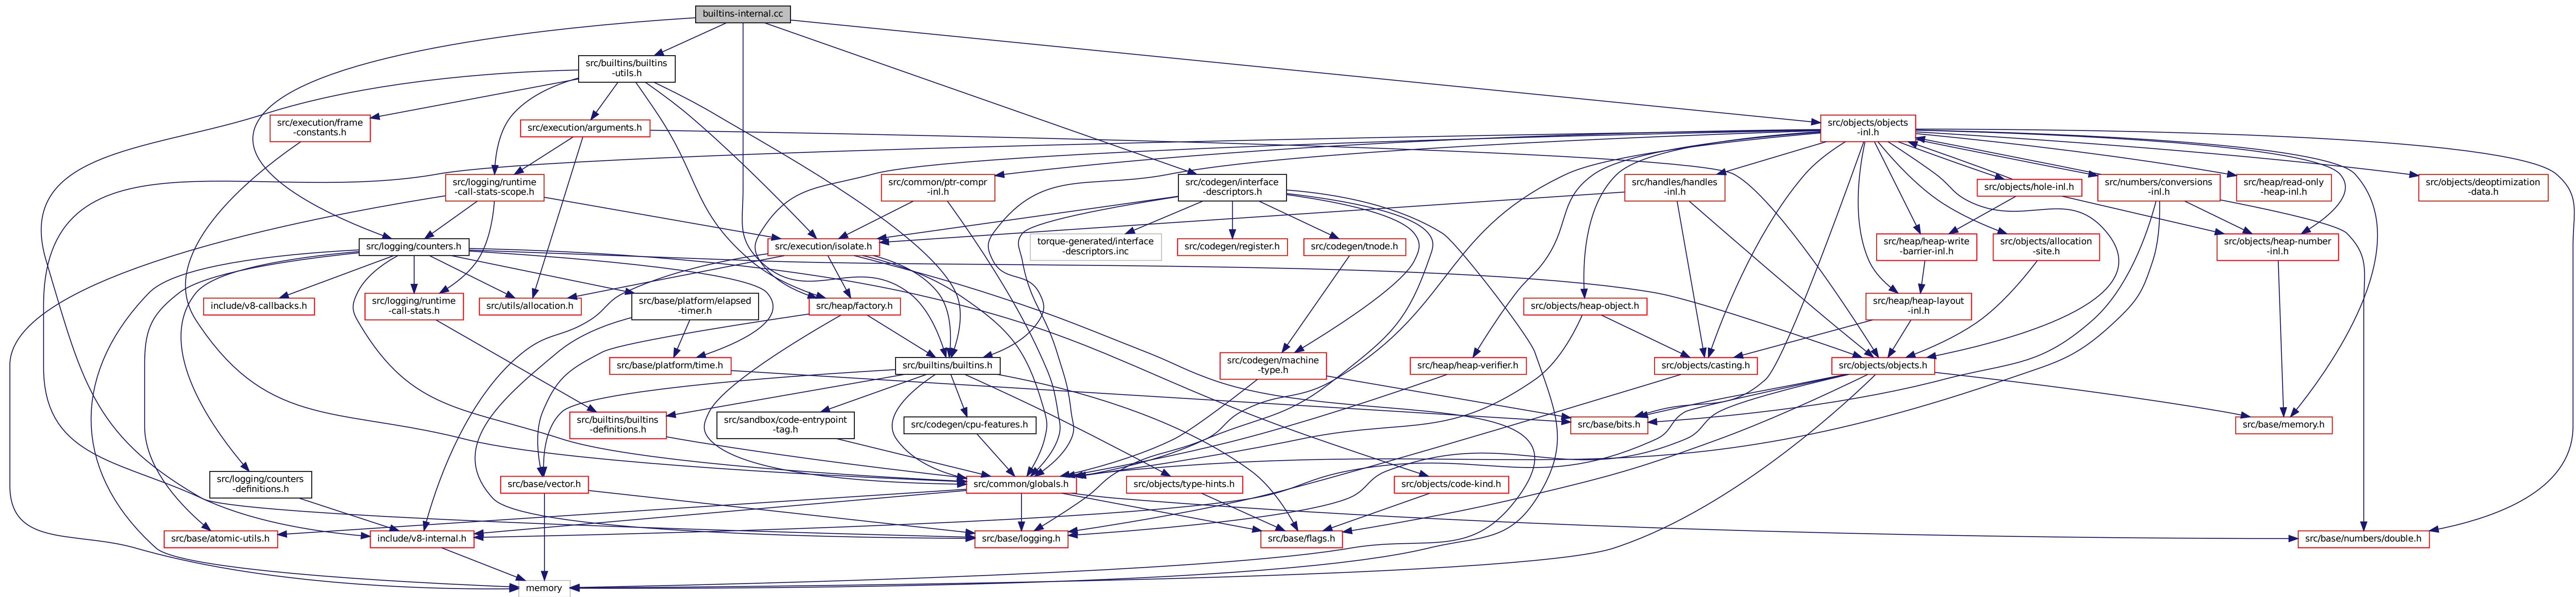 builtins-internal.cc
src/builtins/builtins
-utils.h
src/execution/frame
-constants.h
src/execution/arguments.h
src/objects/objects
-inl.h
src/logging/runtime
-call-stats-scope.h
src/common/ptr-compr
-inl.h
src/codegen/interface
-descriptors.h
src/handles/handles
-inl.h
src/objects/hole-inl.h
src/numbers/conversions
-inl.h
src/heap/read-only
-heap-inl.h
src/objects/deoptimization
-data.h
src/logging/counters.h
src/execution/isolate.h
torque-generated/interface
-descriptors.inc
src/codegen/register.h
src/codegen/tnode.h
src/heap/heap-write
-barrier-inl.h
src/objects/allocation
-site.h
src/objects/heap-number
-inl.h
include/v8-callbacks.h
src/logging/runtime
-call-stats.h
src/utils/allocation.h
src/base/platform/elapsed
-timer.h
src/heap/factory.h
src/objects/heap-object.h
src/heap/heap-layout
-inl.h
src/base/platform/time.h
src/builtins/builtins.h
src/codegen/machine
-type.h
src/heap/heap-verifier.h
src/objects/casting.h
src/objects/objects.h
src/builtins/builtins
-definitions.h
src/sandbox/code-entrypoint
-tag.h
src/codegen/cpu-features.h
src/base/bits.h
src/base/memory.h
src/logging/counters
-definitions.h
src/base/vector.h
src/common/globals.h
src/objects/type-hints.h
src/objects/code-kind.h
src/base/atomic-utils.h
include/v8-internal.h
src/base/logging.h
src/base/flags.h
src/base/numbers/double.h
memory